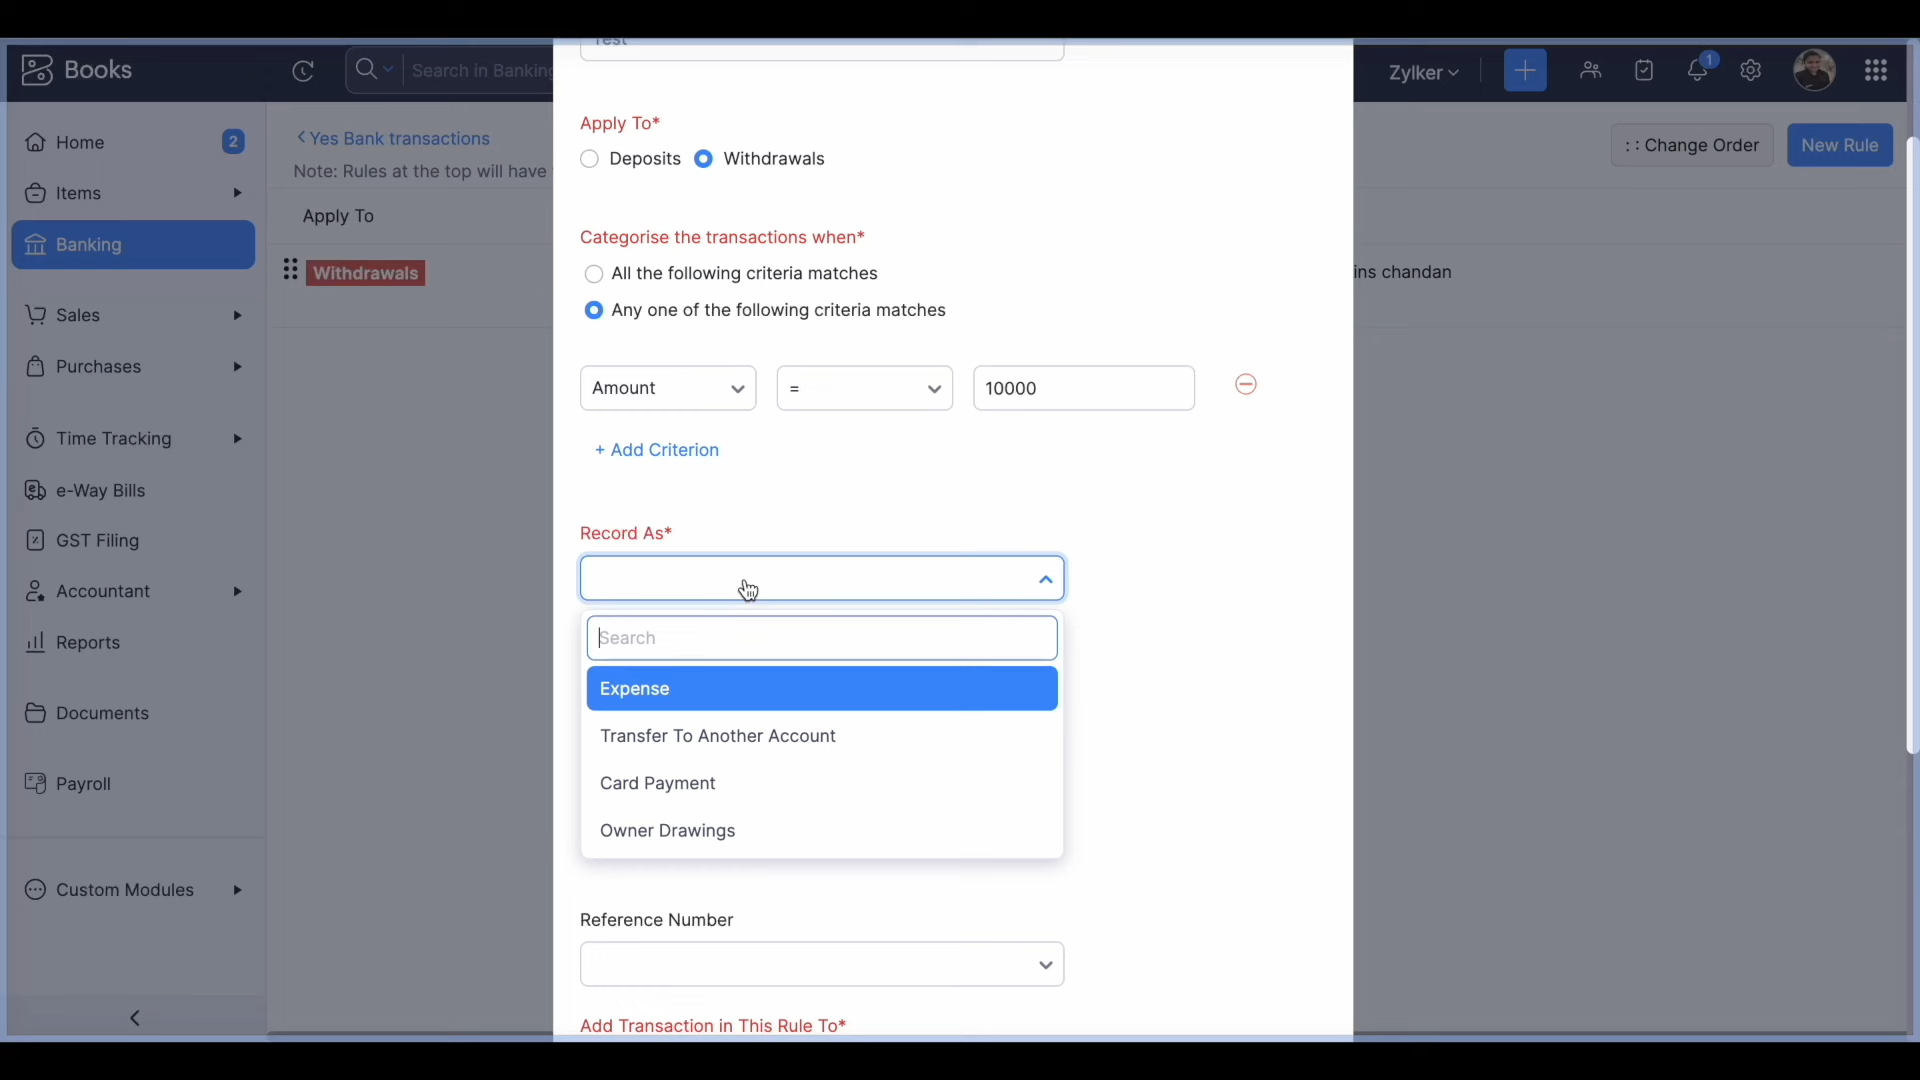 Test
Books
Search in Banking
Zylker
1
Home
2
Items
Banking
Sales
Purchases
Time Tracking
e-Way Bills
GST Filing
Accountant
Reports
Documents
Payroll
Custom Modules
Yes Bank transactions
Note: Rules at the top will have
: : Change Order
New Rule
Apply To
Withdrawals
ins chandan
Apply To*
Deposits
Withdrawals
Categorise the transactions when*
All the following criteria matches
Any one of the following criteria matches
Amount
=
10000
+ Add Criterion
Record As*
Search
Expense
Transfer To Another Account
Card Payment
Owner Drawings
Reference Number
Add Transaction in This Rule To*